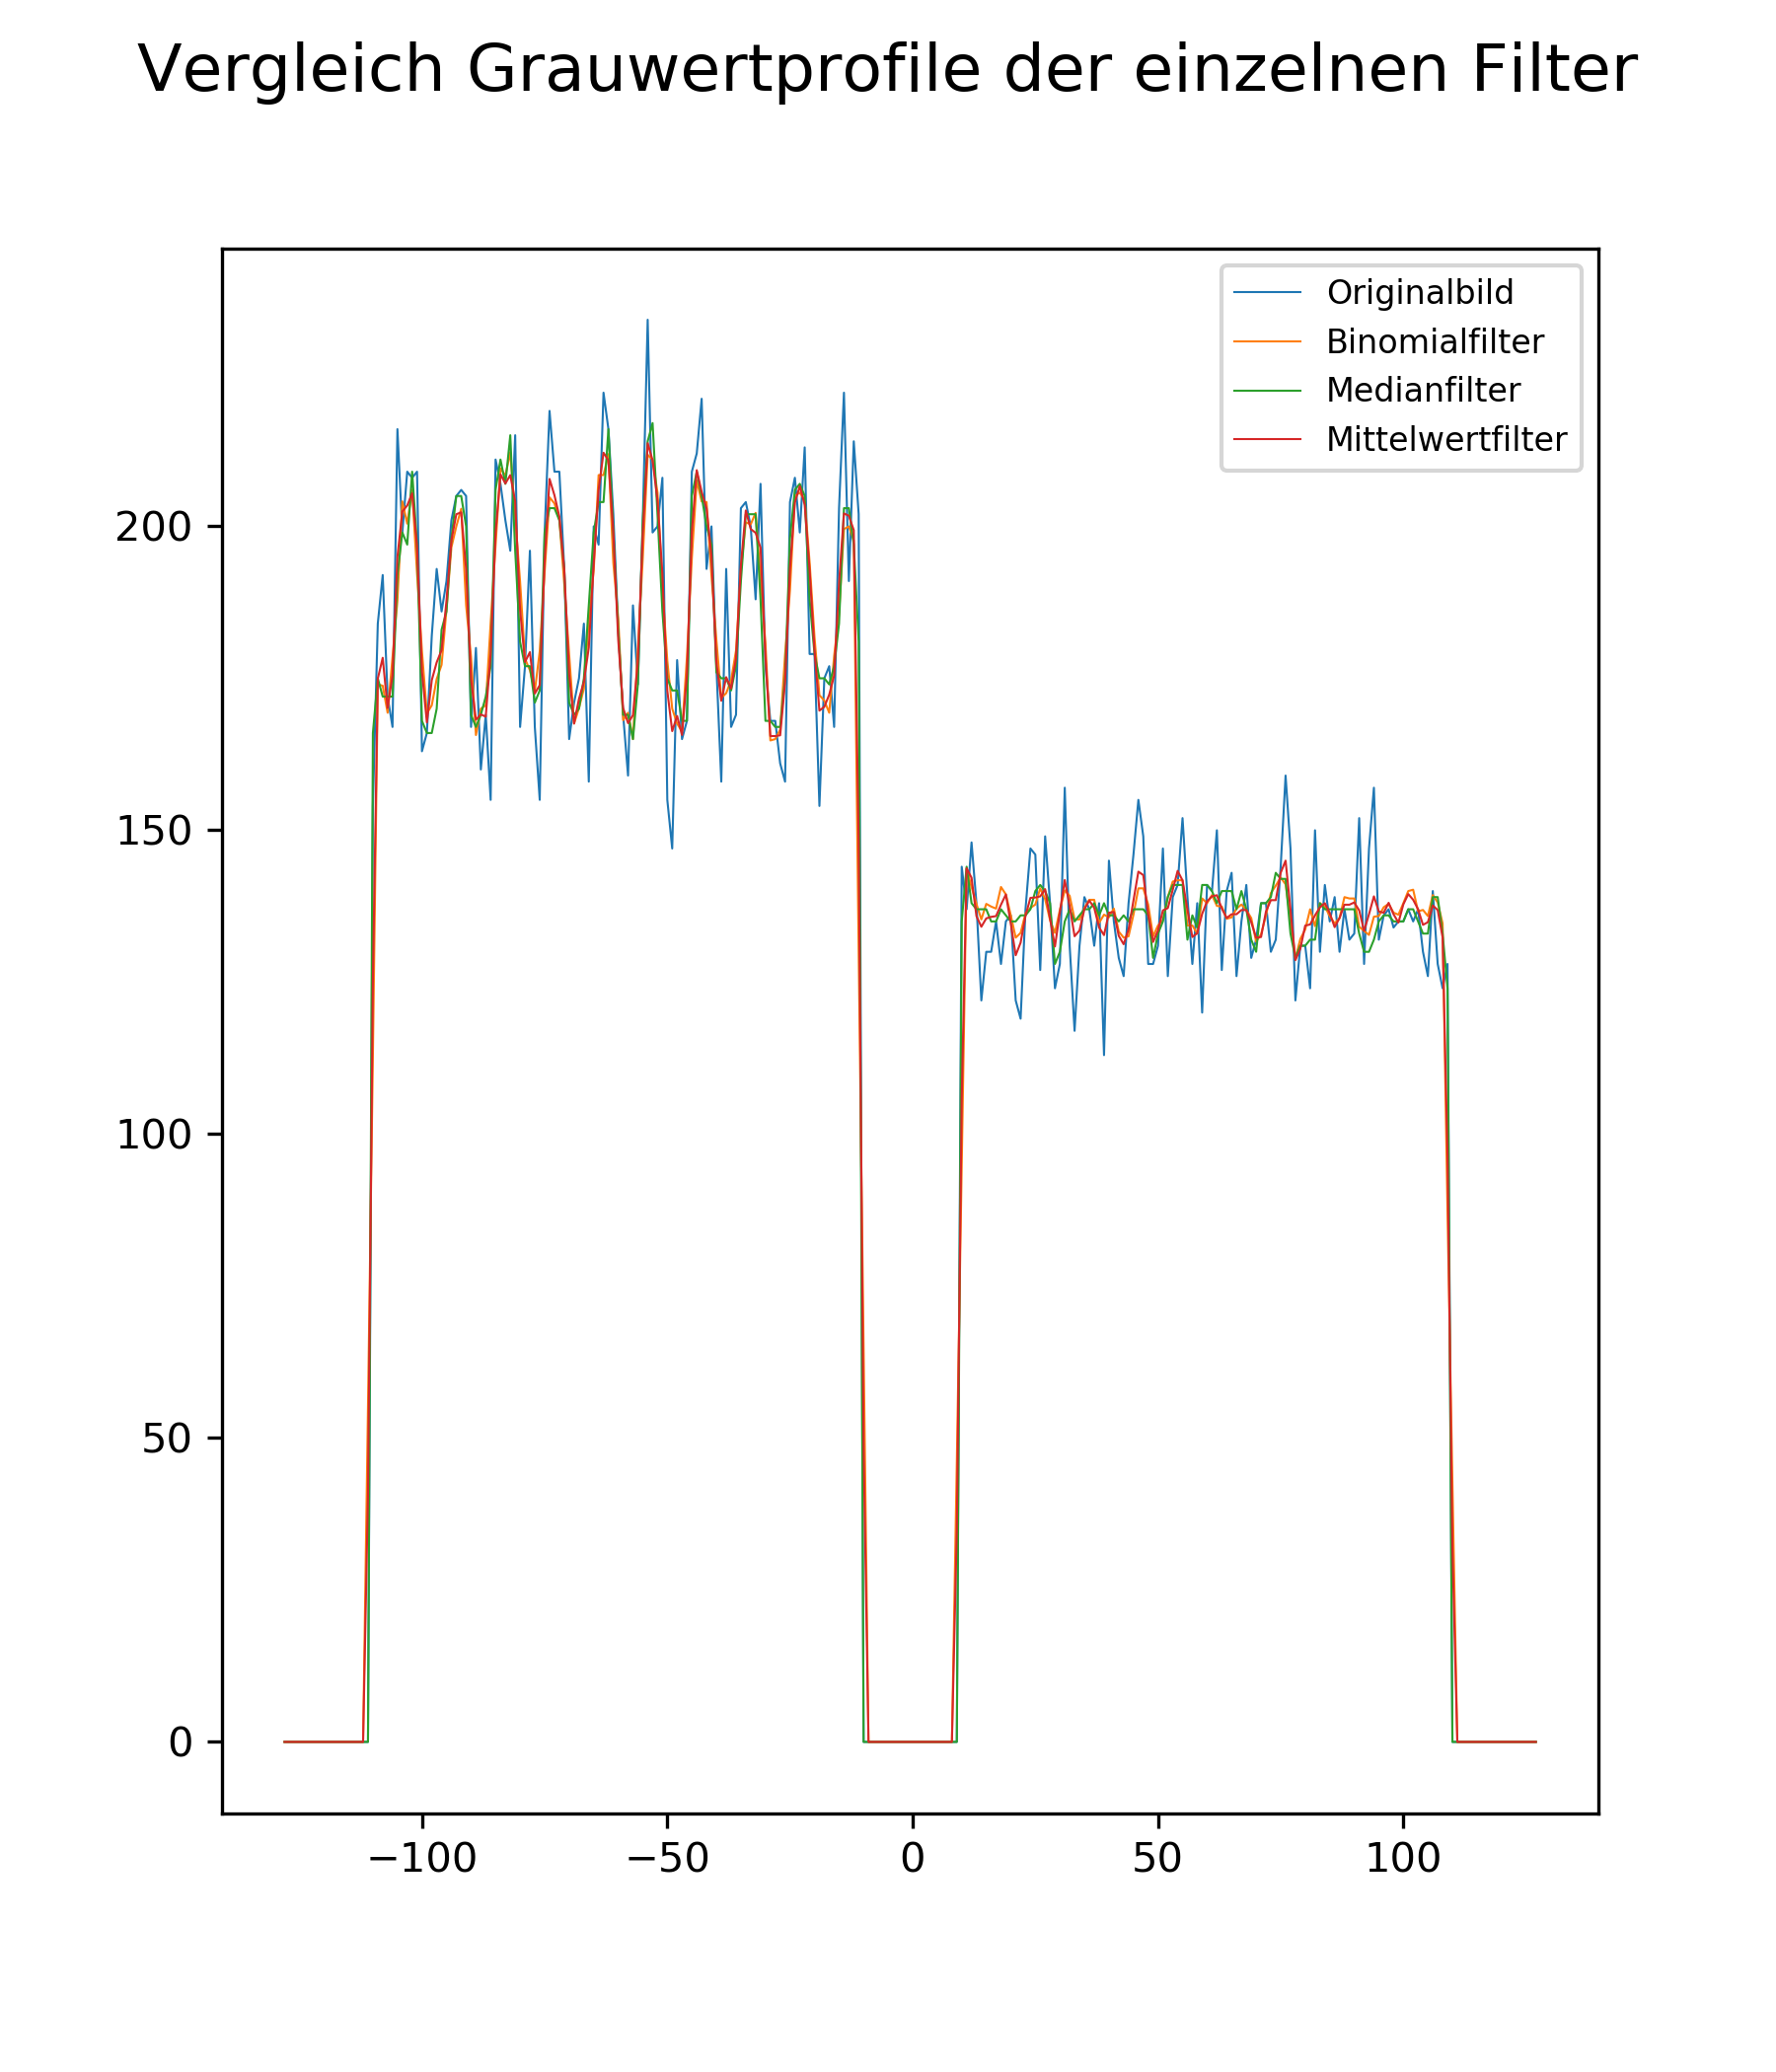 Vergleich Grauwertprofile der einzelnen Filter
Originalbild
Binomialfilter
Medianfilter
Mittelwertfilter
200
150
100
50
0
−100 −50 0 50 100